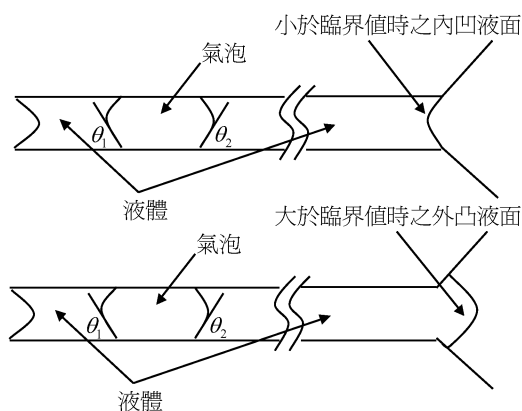 小於臨界值時之內凹液面
氣泡
θ1
θ2
液體
大於臨界值時之外凸液面
氣泡
θ1
θ2
液體